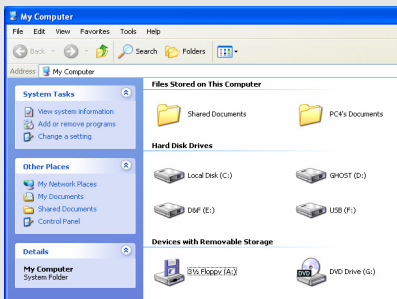 My Computer
File Edit View Favorites Tools Help
Back Search Folders
Address My Computer
System Tasks
View system information
Add or remove programs
Change a setting
Other Places
My Network Places
My Documents
Shared Documents
Control Panel
Details
My Computer
System Folder
Files Stored on This Computer
Shared Documents PC4's Documents
Hard Disk Drives
Local Disk (C:) GHOST (D:)
D&F (E:) USB (F:)
Devices with Removable Storage
3½ Floppy (A:) DVD DVD Drive (G:)